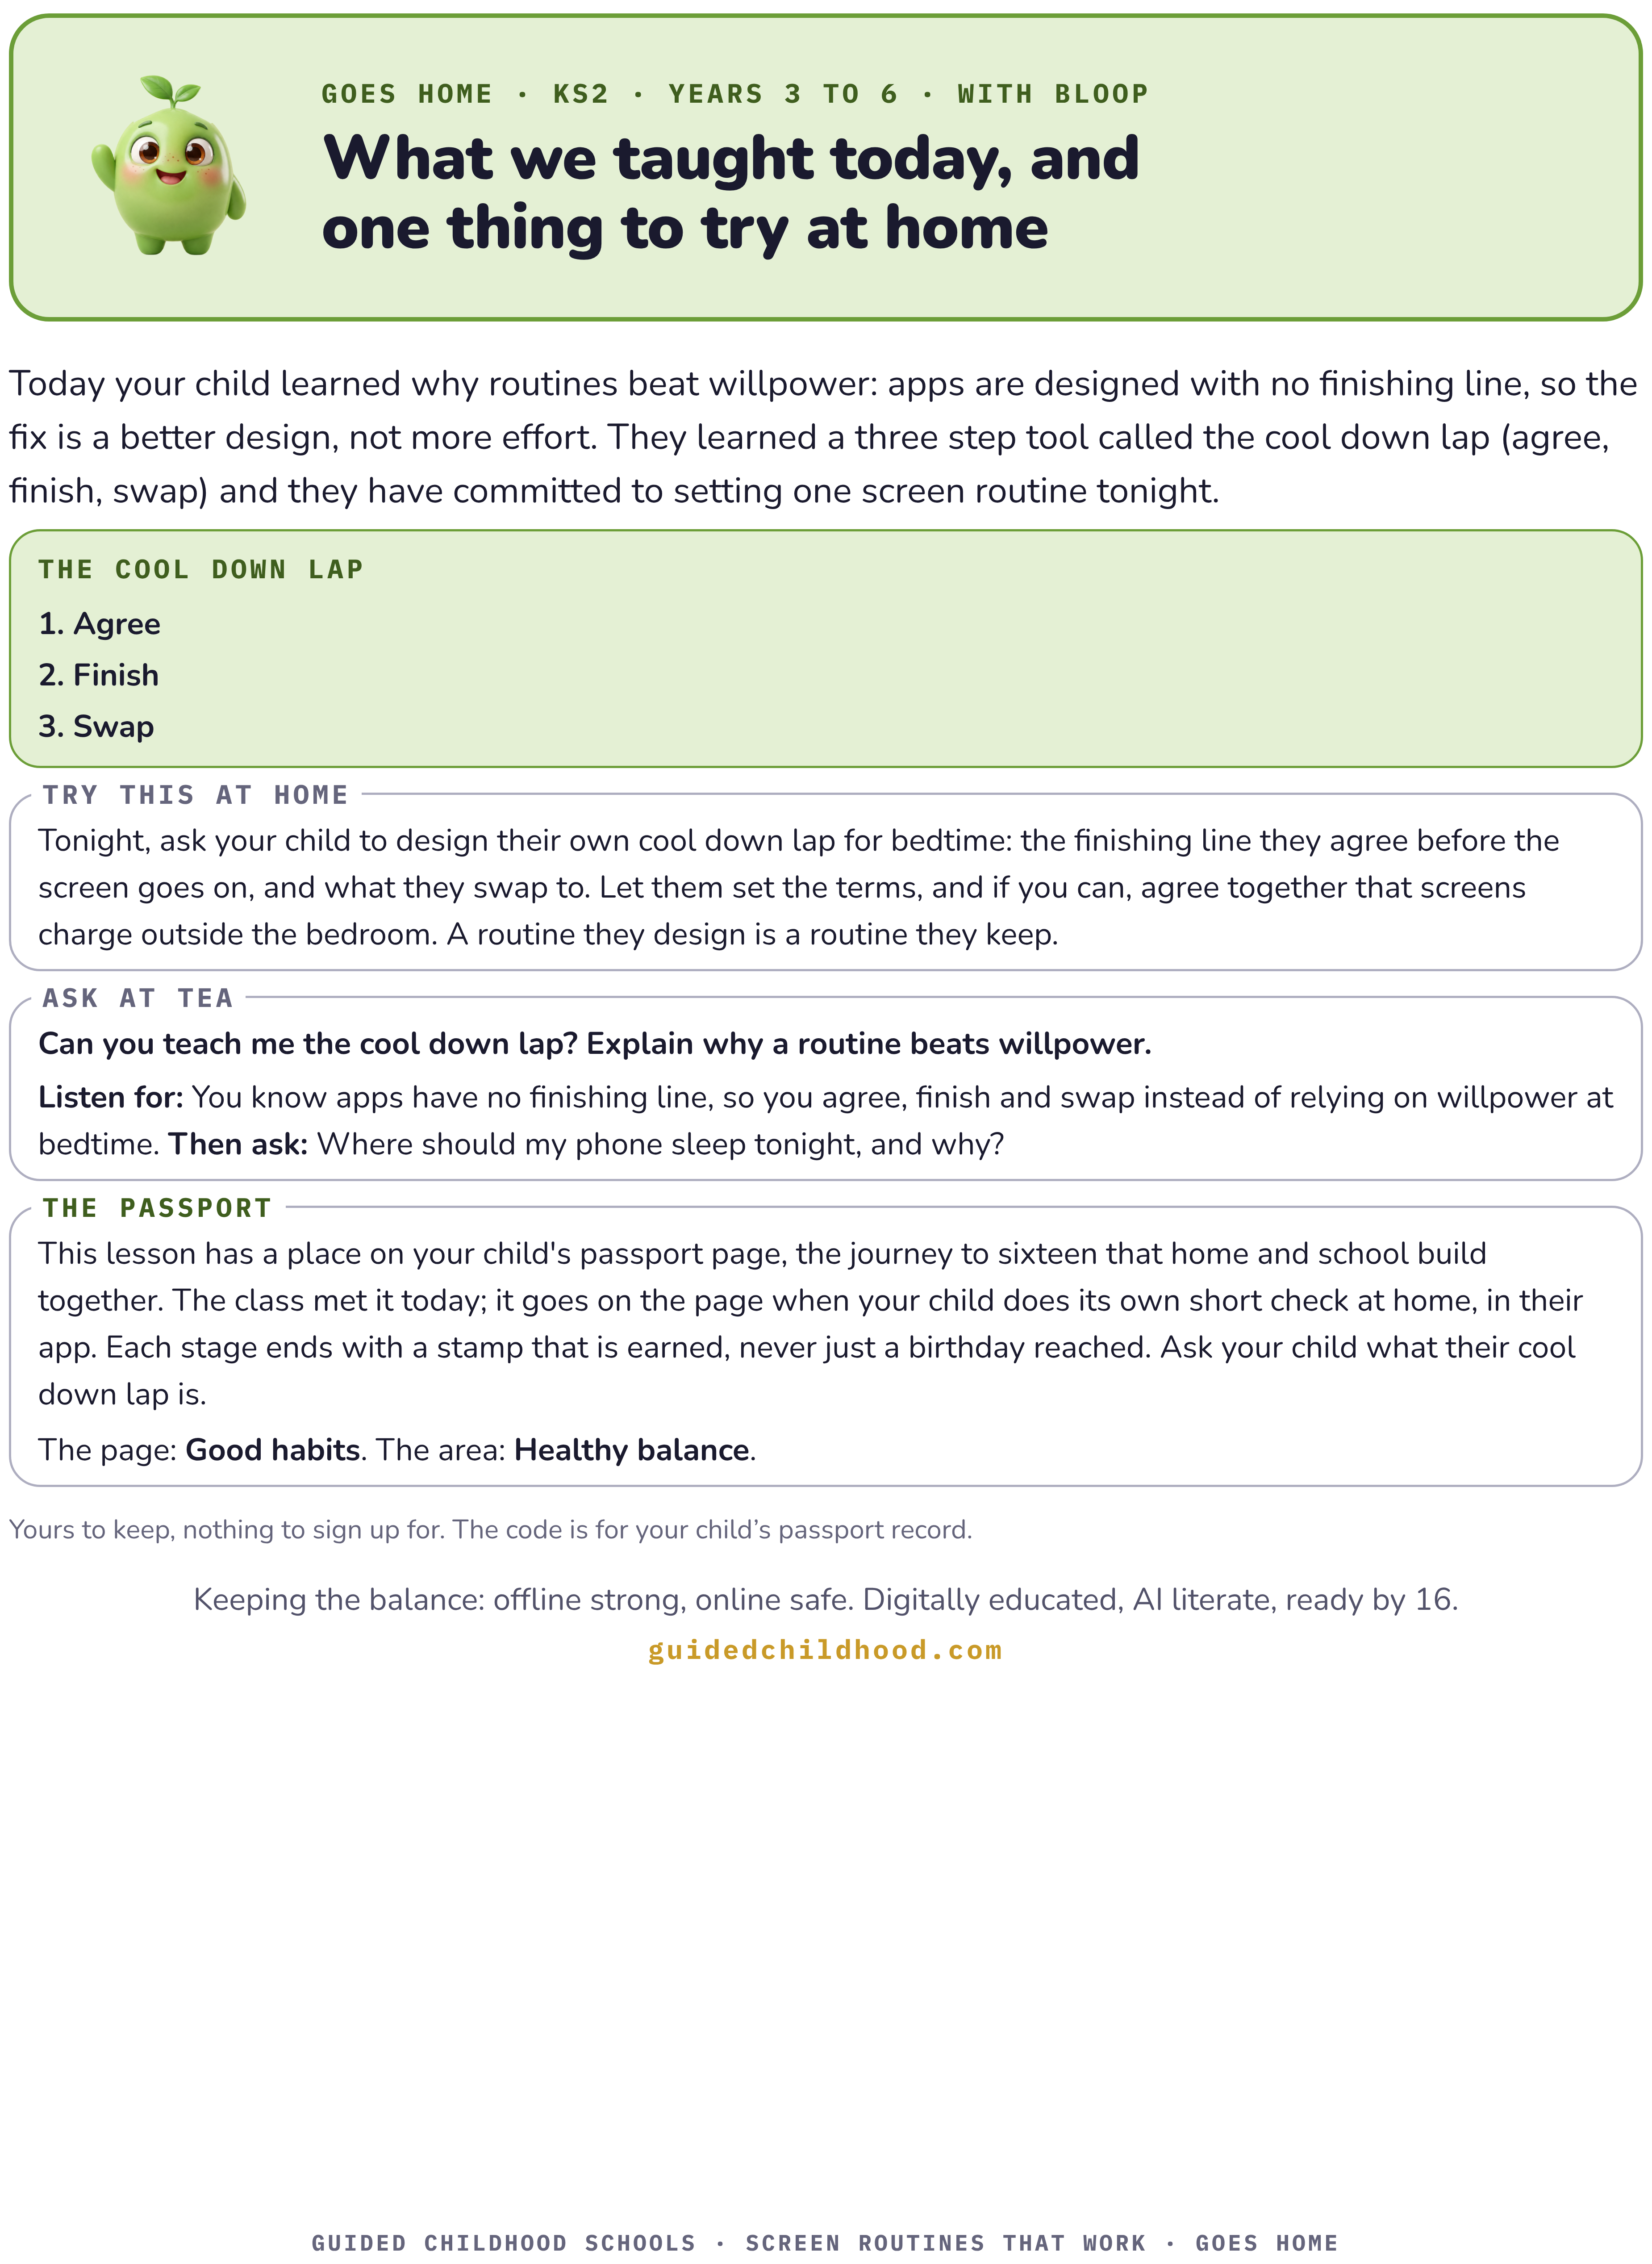 GOES HOME · KS2 · YEARS 3 TO 6 · WITH BLOOP
What we taught today, and
one thing to try at home
Today your child learned why routines beat willpower: apps are designed with no finishing line, so the
fix is a better design, not more effort. They learned a three step tool called the cool down lap (agree,
finish, swap) and they have committed to setting one screen routine tonight.
THE COOL DOWN LAP
1. Agree
2. Finish
3. Swap
TRY THIS AT HOME
Tonight, ask your child to design their own cool down lap for bedtime: the finishing line they agree before the
screen goes on, and what they swap to. Let them set the terms, and if you can, agree together that screens
charge outside the bedroom. A routine they design is a routine they keep.
ASK AT TEA
Can you teach me the cool down lap? Explain why a routine beats willpower.
Listen for: You know apps have no finishing line, so you agree, finish and swap instead of relying on willpower at
bedtime. Then ask: Where should my phone sleep tonight, and why?
THE PASSPORT
This lesson has a place on your child's passport page, the journey to sixteen that home and school build
together. The class met it today; it goes on the page when your child does its own short check at home, in their
app. Each stage ends with a stamp that is earned, never just a birthday reached. Ask your child what their cool
down lap is.
The page: Good habits. The area: Healthy balance.
Yours to keep, nothing to sign up for. The code is for your child’s passport record.
Keeping the balance: offline strong, online safe. Digitally educated, AI literate, ready by 16.
guidedchildhood.com
GUIDED CHILDHOOD SCHOOLS · SCREEN ROUTINES THAT WORK · GOES HOME